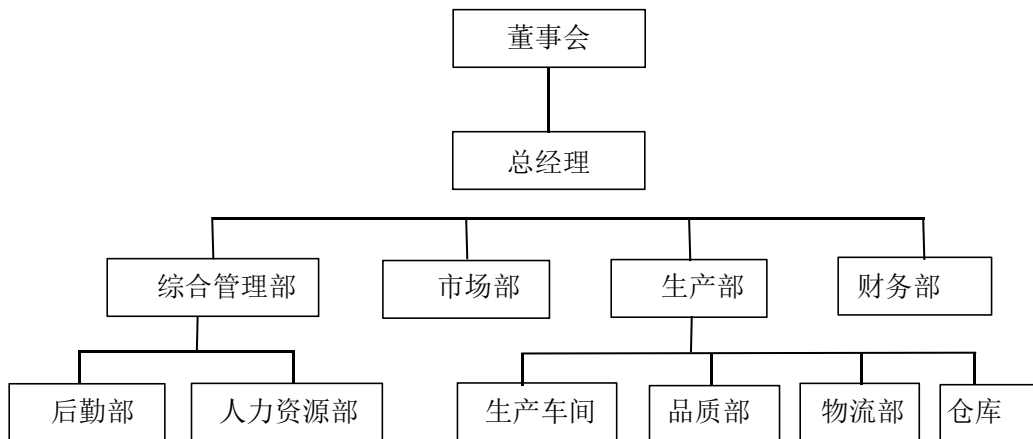 董事会
总经理
综合管理部
市场部
生产部
财务部
后勤部
人力资源部
生产车间
品质部
物流部
仓库